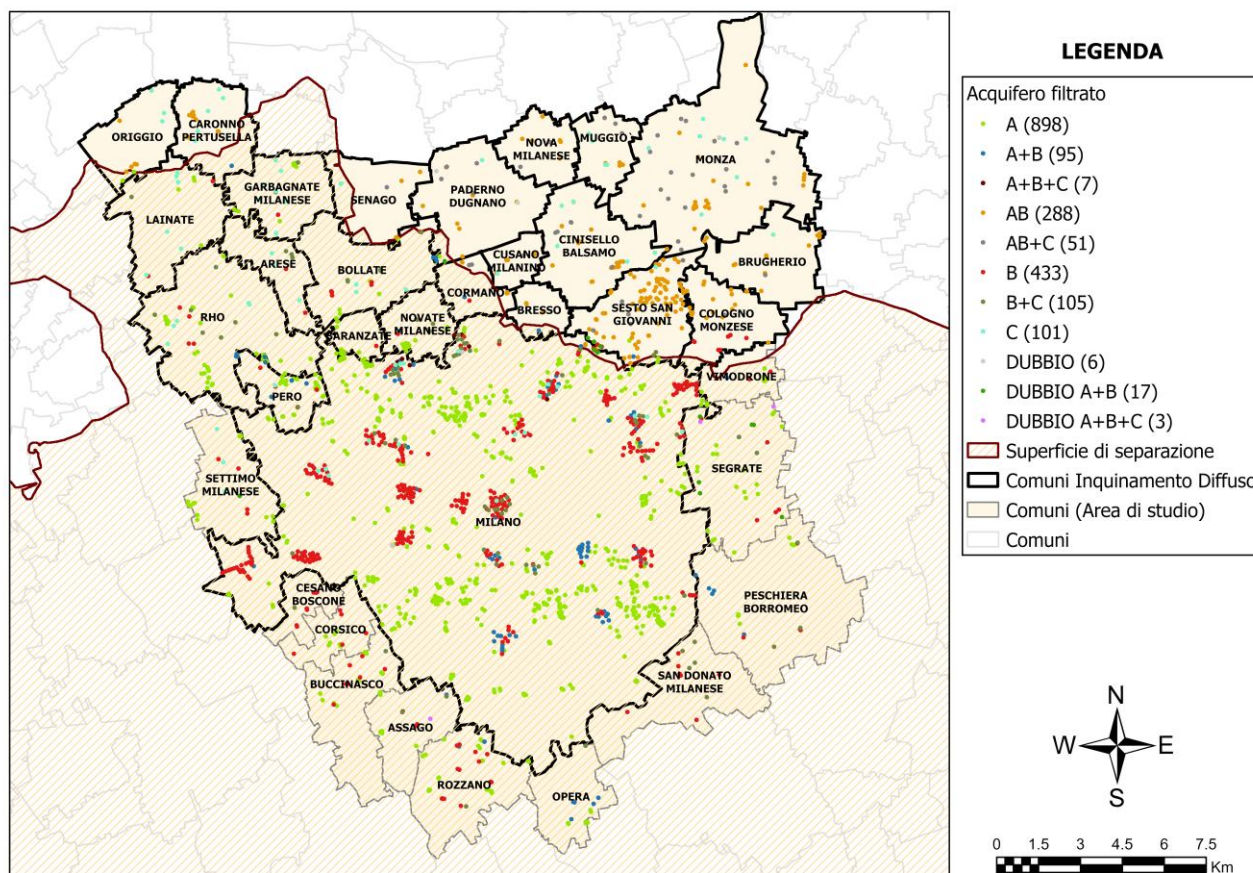 ORIGGIO
CARONNO
PERTUSELLA
LAINATE
GARBAGNATE
MILANESE
SENAGO
PADERNO
DUGNANO
NOVA
MILANESE
MUGGIÒ
MONZA
CINISELLO
BALSAMO
CUSANO
MILANINO
BRUGHERIO
ARESE
BOLLATE
CORMANO
BRESSO
SESTO SAN
GIOVANNI
COLOGNO
MONZESE
RHO
BARANZATE
NOVATE
MILANESE
PERO
VIMODRONE
SETTIMO
MILANESE
SEGRATE
MILANO
CESANO
BOSCONE
CORSICO
PESCHIERA
BORROMEO
BUCCINASCO
SAN DONATO
MILANESE
ASSAGO
ROZZANO
OPERA
LEGENDA
Acquifero filtrato
A (898)
A+B (95)
A+B+C (7)
AB (288)
AB+C (51)
B (433)
B+C (105)
C (101)
DUBBIO (6)
DUBBIO A+B (17)
DUBBIO A+B+C (3)
Superficie di separazione
Comuni Inquinamento Diffuso
Comuni (Area di studio)
Comuni
N
W E
S
0 1.5 3 4.5 6 7.5
Km